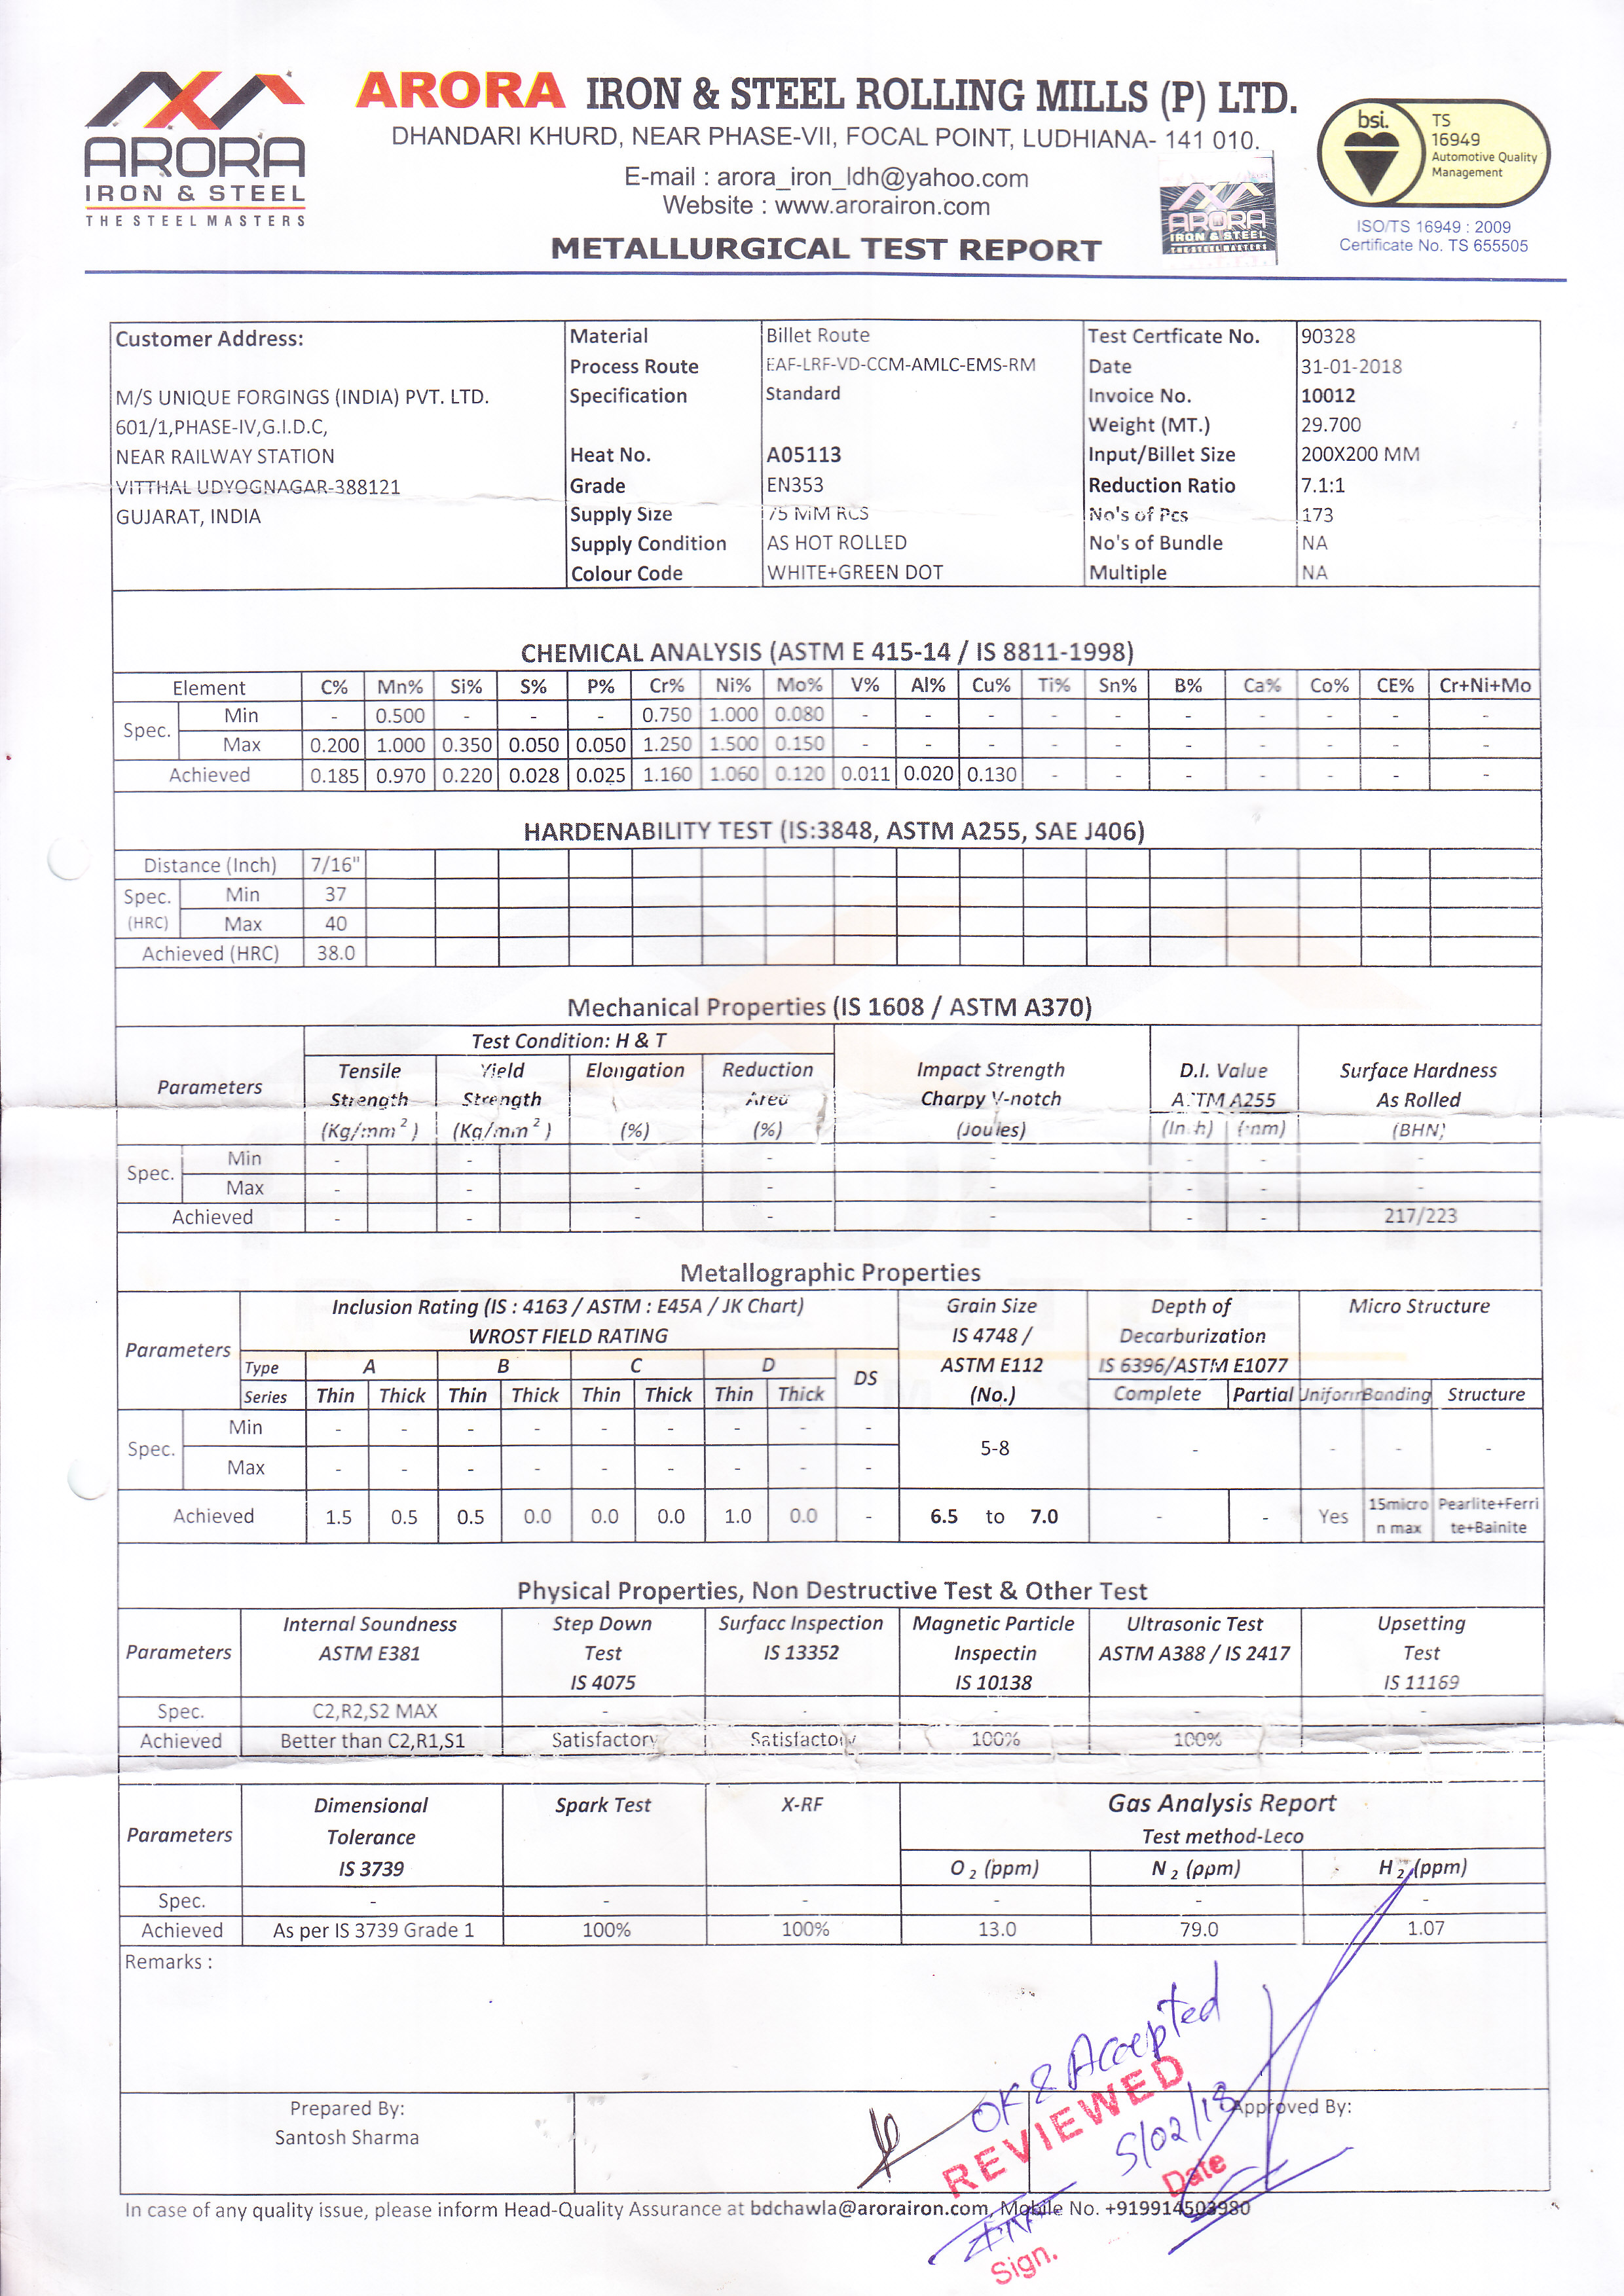 ARORA
IRON & STEEL
THE STEEL MASTERS
ARORA IRON & STEEL ROLLING MILLS (P) LTD.
DHANDARI KHURD, NEAR PHASE-VII, FOCAL POINT, LUDHIANA- 141 010.
E-mail : arora_iron_ldh@yahoo.com
Website : www.arorairon.com
METALLURGICAL TEST REPORT
ARORA
IRON & STEEL
THE STEEL MASTERS
bsi.
TS
16949
Automotive Quality
Management
ISO/TS 16949 : 2009
Certificate No. TS 655505
Customer Address:
M/S UNIQUE FORGINGS (INDIA) PVT. LTD.
601/1,PHASE-IV,G.I.D.C,
NEAR RAILWAY STATION
VITTHAL UDYOGNAGAR-388121
GUJARAT, INDIA
Material Billet Route
Process Route EAF-LRF-VD-CCM-AMLC-EMS-RM
Specification Standard
Heat No. A05113
Grade EN353
Supply Size 75 MM RCS
Supply Condition AS HOT ROLLED
Colour Code WHITE+GREEN DOT
Test Certficate No. 90328
Date 31-01-2018
Invoice No. 10012
Weight (MT.) 29.700
Input/Billet Size 200X200 MM
Reduction Ratio 7.1:1
No's of Pcs 173
No's of Bundle NA
Multiple NA
CHEMICAL ANALYSIS (ASTM E 415-14 / IS 8811-1998)
Element C% Mn% Si% S% P% Cr% Ni% Mo% V% Al% Cu% Ti% Sn% B% Ca% Co% CE% Cr+Ni+Mo
Spec. Min - 0.500 - - - 0.750 1.000 0.080 - - - - - - - - - -
Max 0.200 1.000 0.350 0.050 0.050 1.250 1.500 0.150 - - - - - - - - - -
Achieved 0.185 0.970 0.220 0.028 0.025 1.160 1.060 0.120 0.011 0.020 0.130 - - - - - - -
HARDENABILITY TEST (IS:3848, ASTM A255, SAE J406)
Distance (Inch) 7/16"
Spec. (HRC) Min 37
Max 40
Achieved (HRC) 38.0
Mechanical Properties (IS 1608 / ASTM A370)
Parameters
Test Condition: H & T
Tensile Strength (Kg/mm²)
Yield Strength (Kg/mm²)
Elongation (%)
Reduction Area (%)
Impact Strength Charpy V-notch (Joules)
D.I. Value ASTM A255 (Inch) (mm)
Surface Hardness As Rolled (BHN)
Spec. Min - - - - - - - -
Max - - - - - - - -
Achieved - - - - - - - 217/223
Metallographic Properties
Parameters
Inclusion Rating (IS : 4163 / ASTM : E45A / JK Chart)
WROST FIELD RATING
Type A B C D DS
Series Thin Thick Thin Thick Thin Thick Thin Thick
Grain Size IS 4748 / ASTM E112 (No.)
Depth of Decarburization IS 6396/ASTM E1077
Complete Partial
Micro Structure
Uniform Banding Structure
Spec. Min - - - - - - - - - 5-8 - - - -
Max - - - - - - - - -
Achieved 1.5 0.5 0.5 0.0 0.0 0.0 1.0 0.0 - 6.5 to 7.0 - - Yes 15micron max Pearlite+Ferrite+Bainite
Physical Properties, Non Destructive Test & Other Test
Parameters
Internal Soundness ASTM E381
Step Down Test IS 4075
Surface Inspection IS 13352
Magnetic Particle Inspectin IS 10138
Ultrasonic Test ASTM A388 / IS 2417
Upsetting Test IS 11169
Spec. C2,R2,S2 MAX - - - -
Achieved Better than C2,R1,S1 Satisfactory Satisfactory 100% 100%
Parameters
Dimensional Tolerance IS 3739
Spark Test
X-RF
Gas Analysis Report
Test method-Leco
O2 (ppm) N2 (ppm) H2 (ppm)
Spec. - - - - - -
Achieved As per IS 3739 Grade 1 100% 100% 13.0 79.0 1.07
Remarks :
OK & Accepted
REVIEWED
5/02/18
Date
Sign.
Prepared By:
Santosh Sharma
Approved By:
In case of any quality issue, please inform Head-Quality Assurance at bdchawla@arorairon.com, Mobile No. +919914503980